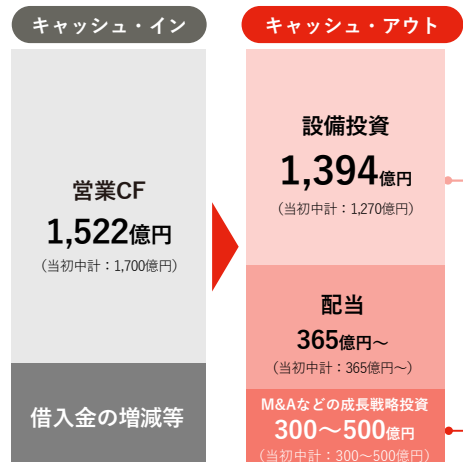 キャッシュ・イン
営業CF
1,522億円
（当初中計：1,700億円）
借入金の増減等
キャッシュ・アウト
設備投資
1,394億円
（当初中計：1,270億円）
配当
365億円～
（当初中計：365億円～）
M&Aなどの成長戦略投資
300～500億円
（当初中計：300～500億円）